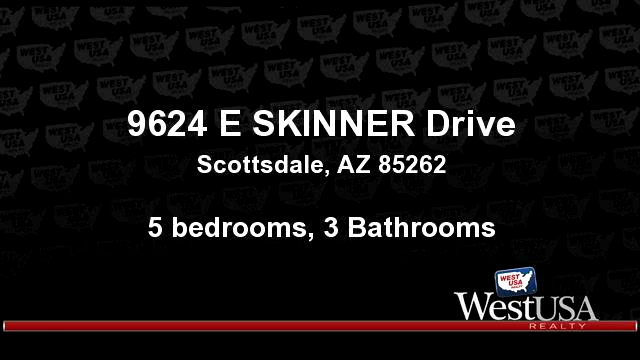 9624 E SKINNER Drive
Scottsdale, AZ 85262
5 bedrooms, 3 Bathrooms
WEST
USA
REALTY
WestUSA
REALTY